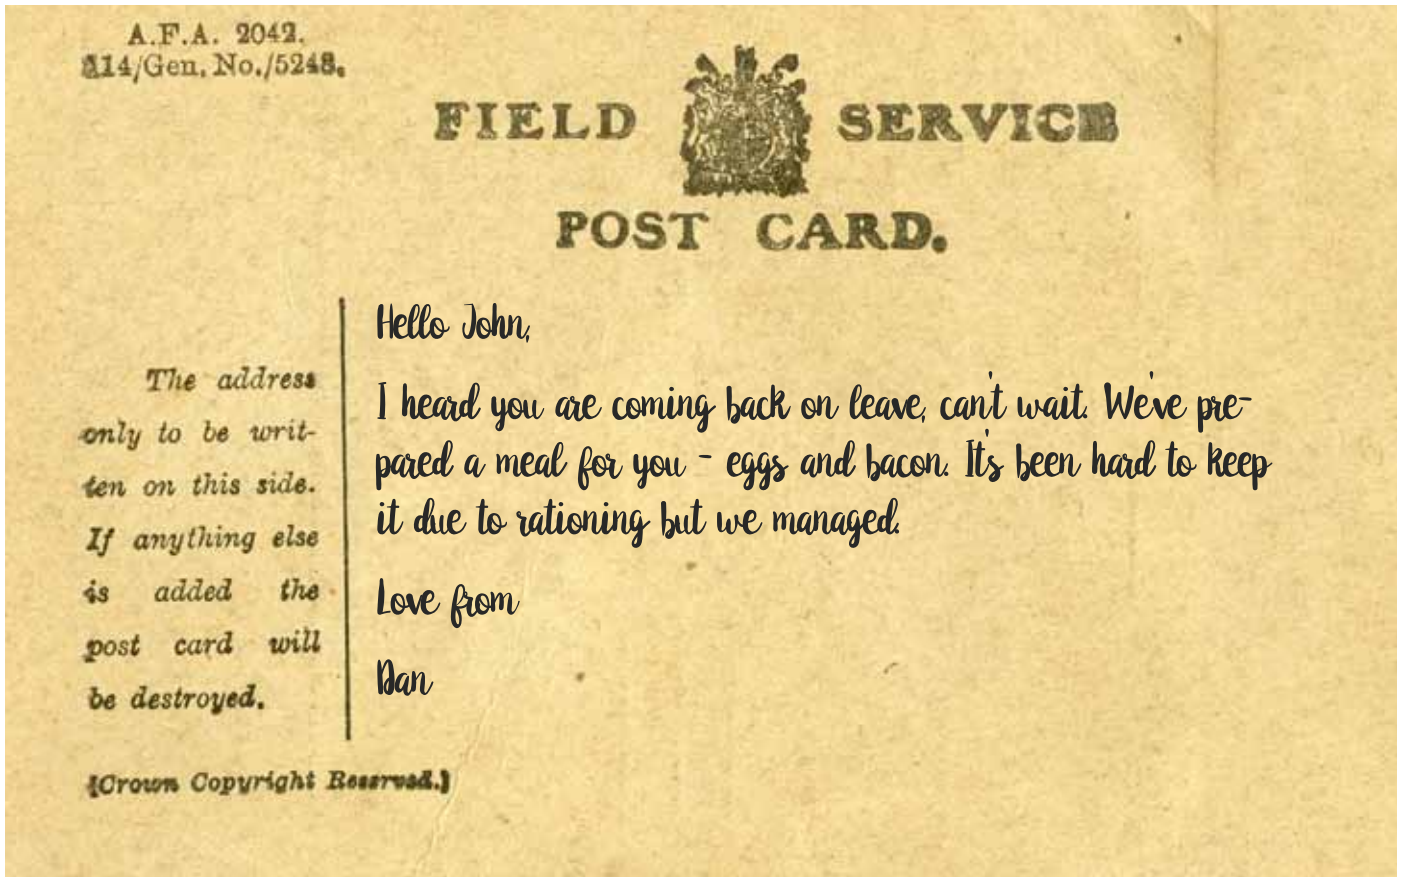 A.F.A. 2042.
114/Gen. No./5248.
FIELD SERVICE
POST CARD.
The address
only to be writ-
ten on this side.
If anything else
is added the
post card will
be destroyed.
Hello John,
I heard you are coming back on leave, can't wait. We've pre-
pared a meal for you - eggs and bacon. It's been hard to keep
it due to rationing but we managed.
Love from
Dan
[Crown Copyright Reserved.]